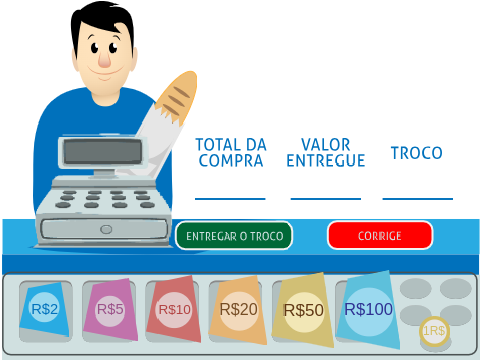 TOTAL DA
COMPRA
VALOR
ENTREGUE
TROCO
ENTREGAR O TROCO
CORRIGE
R$2
R$5
R$10
R$20
R$50
R$100
1R$